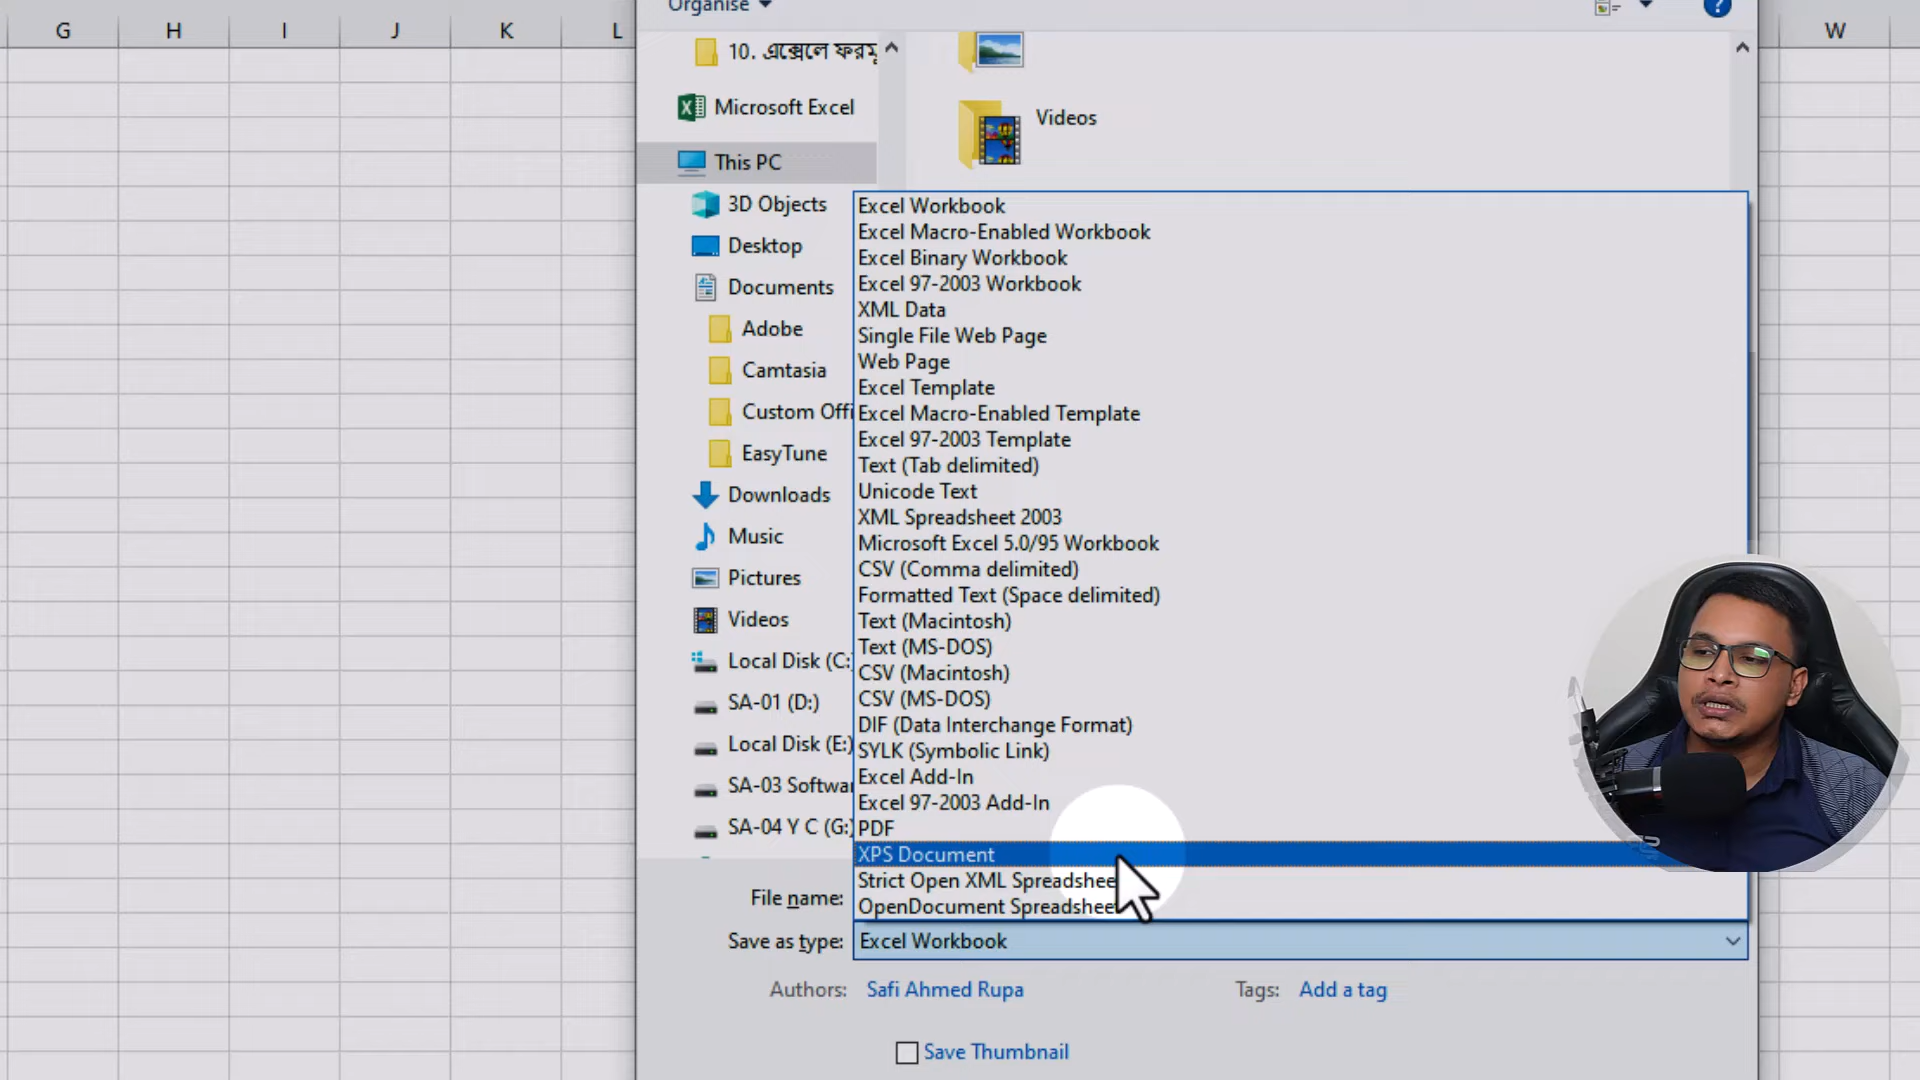 Organise
G H I J K L W
10. এক্সেলে ফরমূ
Microsoft Excel
This PC
3D Objects
Desktop
Documents
Adobe
Camtasia
Custom Offi
EasyTune
Downloads
Music
Pictures
Videos
Local Disk (C:
SA-01 (D:)
Local Disk (E:)
SA-03 Softwar
SA-04 Y C (G:)
Videos
Excel Workbook
Excel Macro-Enabled Workbook
Excel Binary Workbook
Excel 97-2003 Workbook
XML Data
Single File Web Page
Web Page
Excel Template
Excel Macro-Enabled Template
Excel 97-2003 Template
Text (Tab delimited)
Unicode Text
XML Spreadsheet 2003
Microsoft Excel 5.0/95 Workbook
CSV (Comma delimited)
Formatted Text (Space delimited)
Text (Macintosh)
Text (MS-DOS)
CSV (Macintosh)
CSV (MS-DOS)
DIF (Data Interchange Format)
SYLK (Symbolic Link)
Excel Add-In
Excel 97-2003 Add-In
PDF
XPS Document
Strict Open XML Spreadshee
OpenDocument Spreadshee
File name:
Save as type: Excel Workbook
Authors: Safi Ahmed Rupa Tags: Add a tag
Save Thumbnail